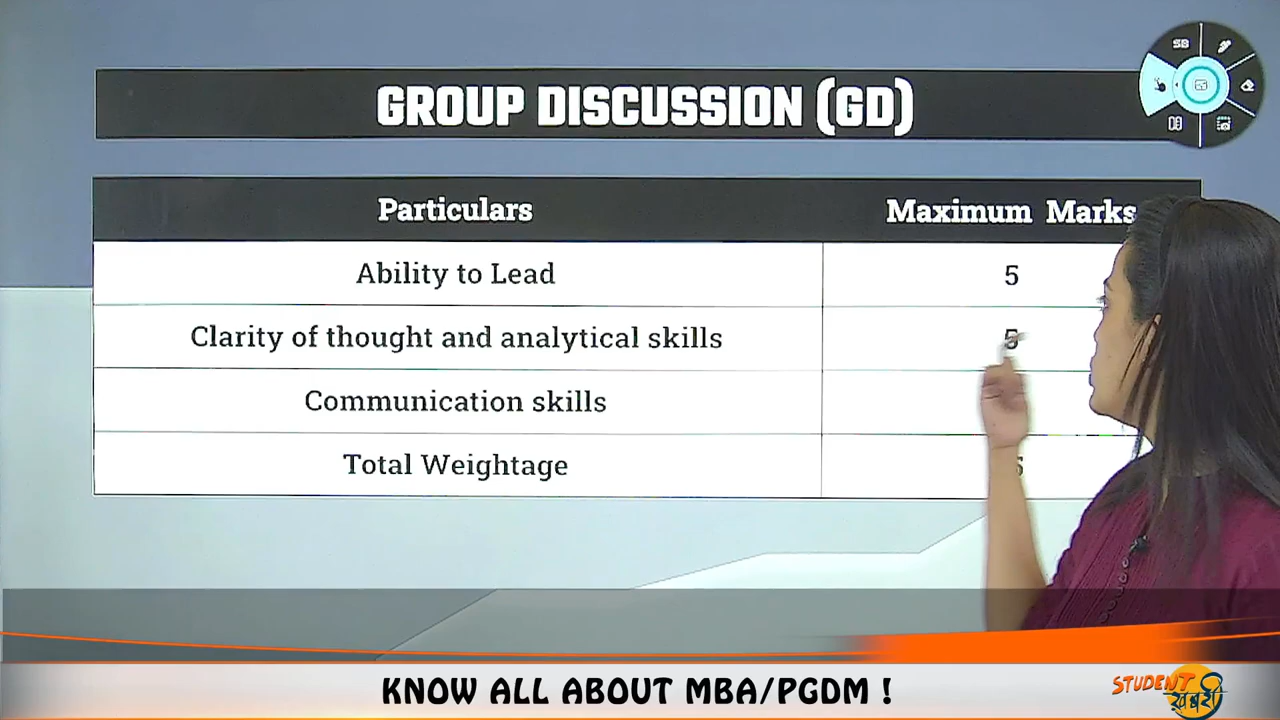 GROUP DISCUSSION (GD)
Particulars Maximum Marks
Ability to Lead 5
Clarity of thought and analytical skills 5
Communication skills
Total Weightage
KNOW ALL ABOUT MBA/PGDM !
STUDENT
खबरी